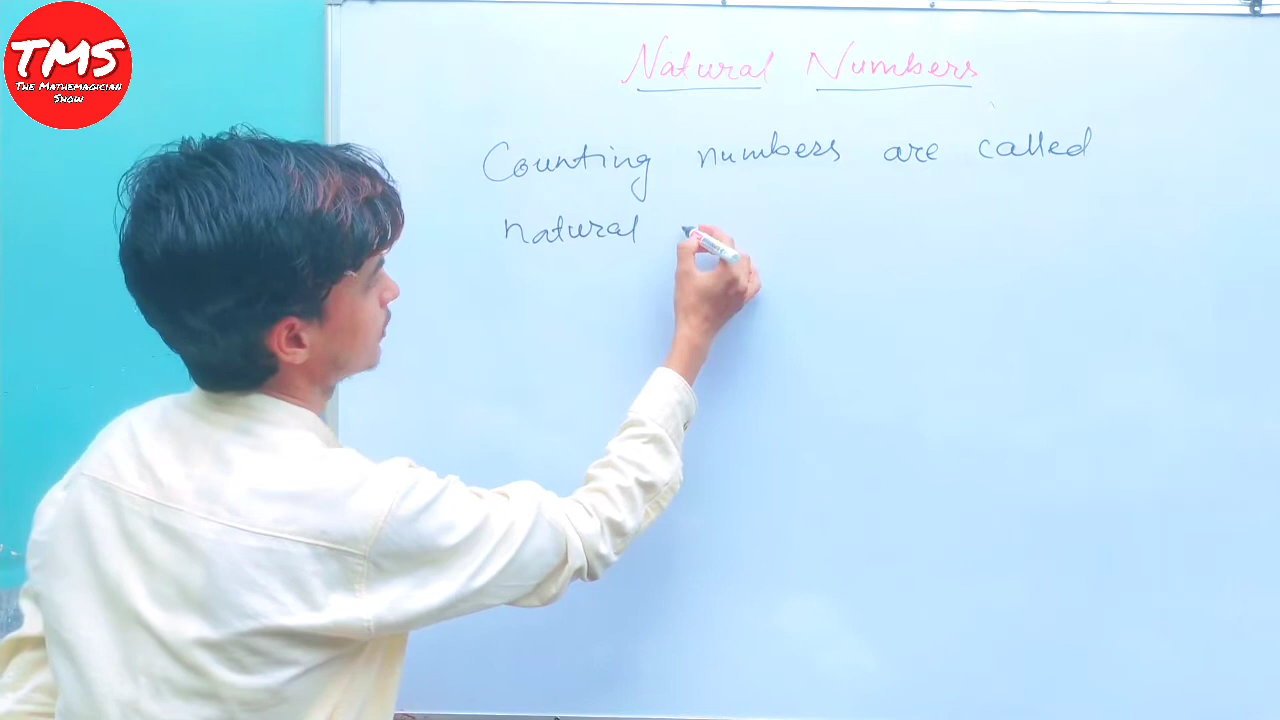 TMS
THE MATHEMAGICIAN
SHOW
Natural Numbers
Counting numbers are called
natural